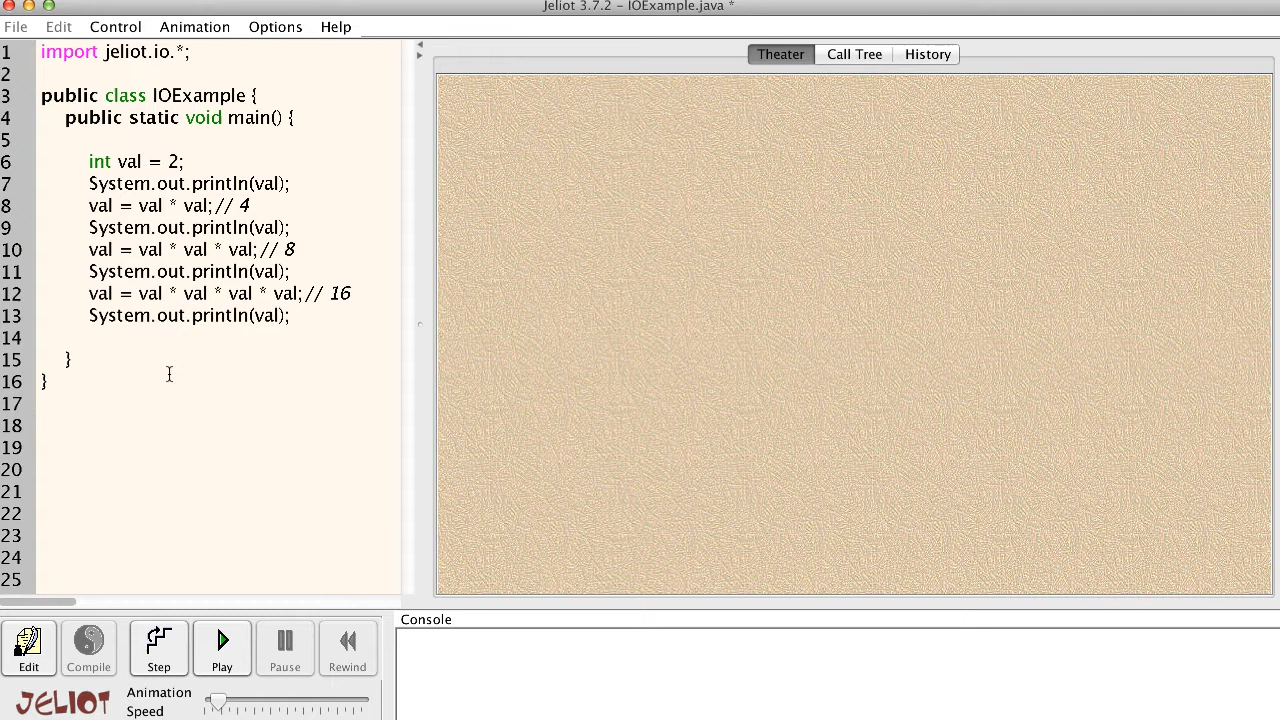 Jeliot 3.7.2 - IOExample.java *
File Edit Control Animation Options Help
1 import jeliot.io.*;
2
3 public class IOExample {
4 public static void main() {
5
6 int val = 2;
7 System.out.println(val);
8 val = val * val; // 4
9 System.out.println(val);
10 val = val * val * val; // 8
11 System.out.println(val);
12 val = val * val * val * val; // 16
13 System.out.println(val);
14
15 }
16 }
17
18
19
20
21
22
23
24
25
Theater Call Tree History
Edit Compile Step Play Pause Rewind
JELIOT Animation Speed
Console